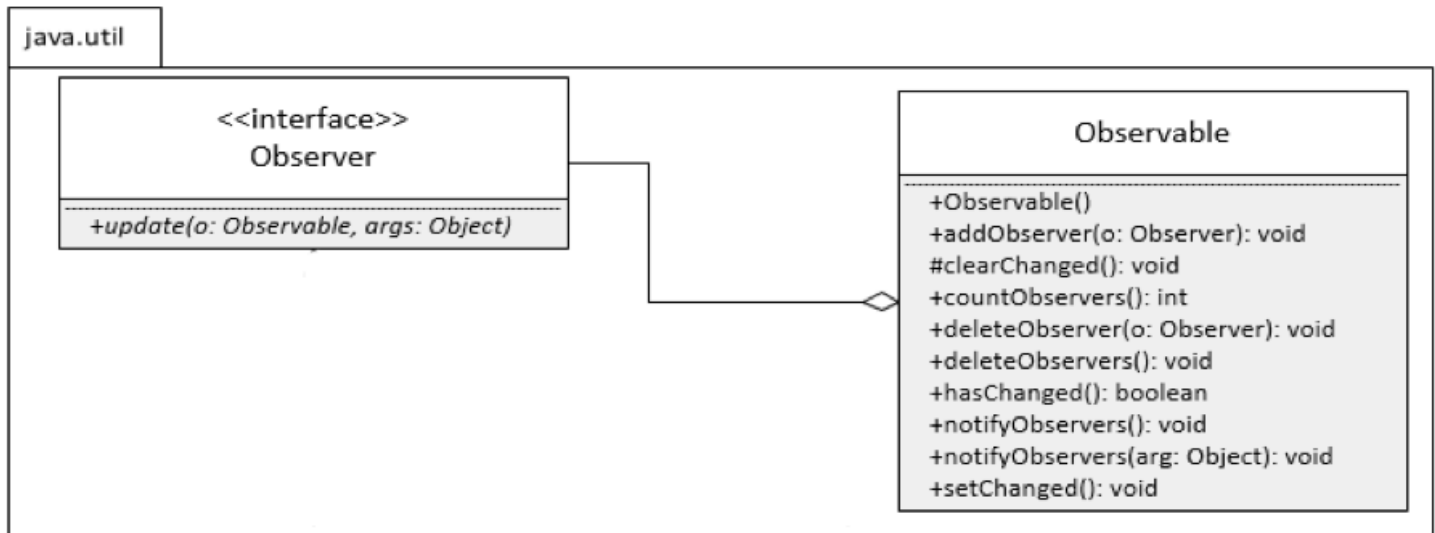 java.util
<<interface>>
Observer
+update(o: Observable, args: Object)
Observable
+Observable()
+addObserver(o: Observer): void
#clearChanged(): void
+countObservers(): int
+deleteObserver(o: Observer): void
+deleteObservers(): void
+hasChanged(): boolean
+notifyObservers(): void
+notifyObservers(arg: Object): void
+setChanged(): void